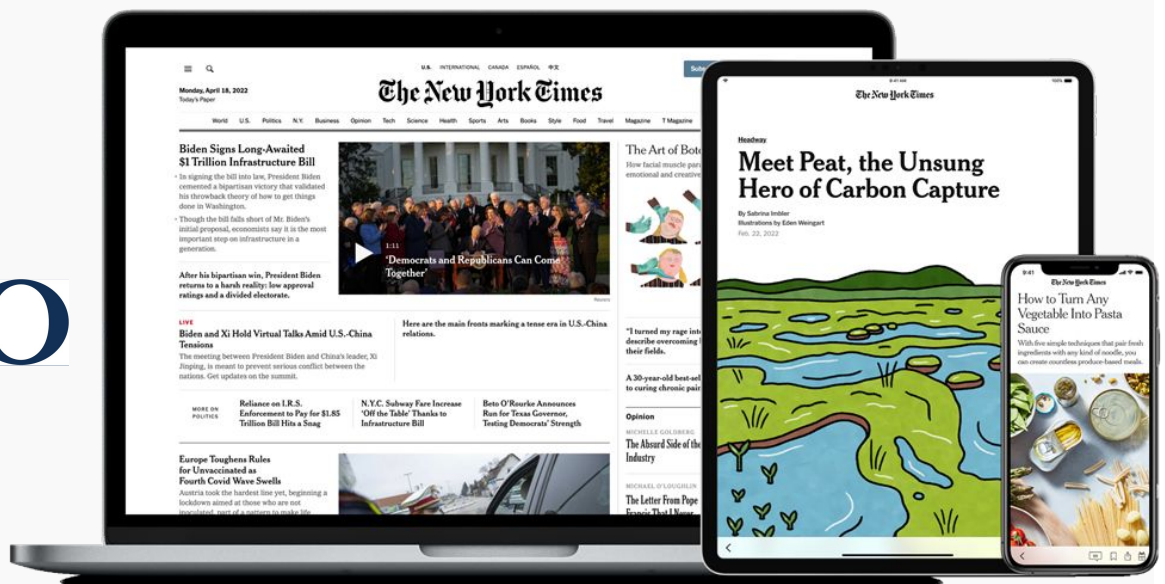 O
U.S. INTERNATIONAL CANADA ESPAÑOL 中文
Monday, April 18, 2022
Today's Paper
The New York Times
World U.S. Politics N.Y. Business Opinion Tech Science Health Sports Arts Books Style Food Travel Magazine T Magazine
Biden Signs Long-Awaited
$1 Trillion Infrastructure Bill
• In signing the bill into law, President Biden
cemented a bipartisan victory that validated
his throwback theory of how to get things
done in Washington.
• Though the bill falls short of Mr. Biden's
initial proposal, economists say it is the most
important step on infrastructure in a
generation.
After his bipartisan win, President Biden
returns to a harsh reality: low approval
ratings and a divided electorate.
1:11
'Democrats and Republicans Can Come
Together'
Reuters
LIVE
Biden and Xi Hold Virtual Talks Amid U.S.-China
Tensions
The meeting between President Biden and China's leader, Xi
Jinping, is meant to prevent serious conflict between the
nations. Get updates on the summit.
Here are the main fronts marking a tense era in U.S.-China
relations.
MORE ON
POLITICS
Reliance on I.R.S.
Enforcement to Pay for $1.85
Trillion Bill Hits a Snag
N.Y.C. Subway Fare Increase
'Off the Table' Thanks to
Infrastructure Bill
Beto O'Rourke Announces
Run for Texas Governor,
Testing Democrats' Strength
Europe Toughens Rules
for Unvaccinated as
Fourth Covid Wave Swells
Austria took the hardest line yet, beginning a
lockdown aimed at those who are not
inoculated, part of a pattern to make life
The Art of
How facial muscle
emotional and creative
"I turned my rage
describe overcoming
their fields.
A 30-year-old
to curing chronic
Opinion
MICHELLE GOLDBERG
The Absurd Side of the
Industry
MICHAEL O'LOUGHLIN
The Letter From Pope
Francis That I Never
9:41 AM 100%
The New York Times
Headway
Meet Peat, the Unsung
Hero of Carbon Capture
By Sabrina Imbler
Illustrations by Eden Weingart
Feb. 22, 2022
9:41
The New York Times
How to Turn Any
Vegetable Into Pasta
Sauce
With five simple techniques that pair fresh
ingredients with any kind of noodle, you
can create countless produce-based meals.